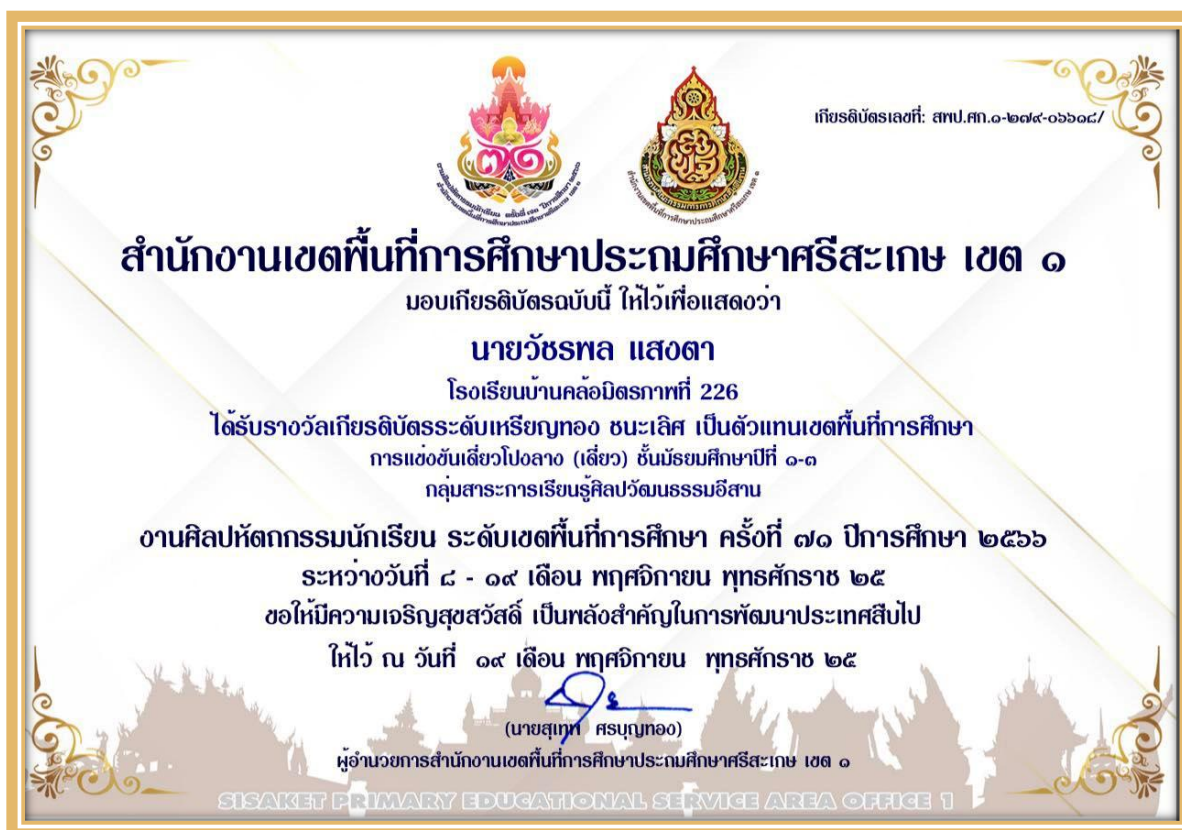 เกียรติบัตรเลขที่: สพป.ศก.๑-๒๗๙-๐๖๖๑๘/
๗๑
สำนักงานเขตพื้นที่การศึกษาประถมศึกษาศรีสะเกษ เขต ๑
มอบเกียรติบัตรฉบับนี้ ให้ไว้เพื่อแสดงว่า
นายวัชรพล แสงตา
โรงเรียนบ้านคล้อมิตรภาพที่ 226
ได้รับรางวัลเกียรติบัตรระดับเหรียญทอง ชนะเลิศ เป็นตัวแทนเขตพื้นที่การศึกษา
การแข่งขันเดี่ยวโปงลาง (เดี่ยว) ชั้นมัธยมศึกษาปีที่ ๑-๓
กลุ่มสาระการเรียนรู้ศิลปวัฒนธรรมอีสาน
งานศิลปหัตถกรรมนักเรียน ระดับเขตพื้นที่การศึกษา ครั้งที่ ๗๑ ปีการศึกษา ๒๕๖๖
ระหว่างวันที่ ๘ - ๑๙ เดือน พฤศจิกายน พุทธศักราช ๒๕
ขอให้มีความเจริญสุขสวัสดิ์ เป็นพลังสำคัญในการพัฒนาประเทศสืบไป
ให้ไว้ ณ วันที่ ๑๙ เดือน พฤศจิกายน พุทธศักราช ๒๕
(นายสุเทพ ศรบุญทอง)
ผู้อำนวยการสำนักงานเขตพื้นที่การศึกษาประถมศึกษาศรีสะเกษ เขต ๑
SISAKET PRIMARY EDUCATIONAL SERVICE AREA OFFICE 1